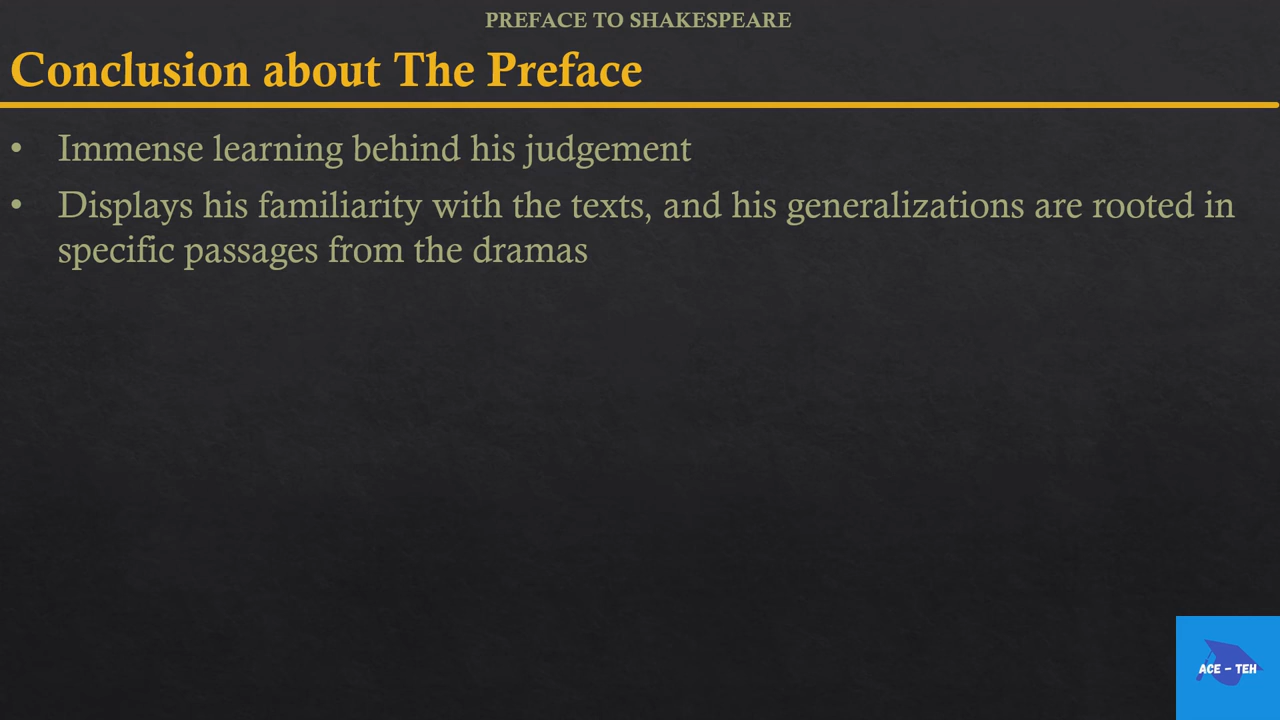 PREFACE TO SHAKESPEARE
Conclusion about The Preface
• Immense learning behind his judgement
• Displays his familiarity with the texts, and his generalizations are rooted in
specific passages from the dramas
ACE - TEH